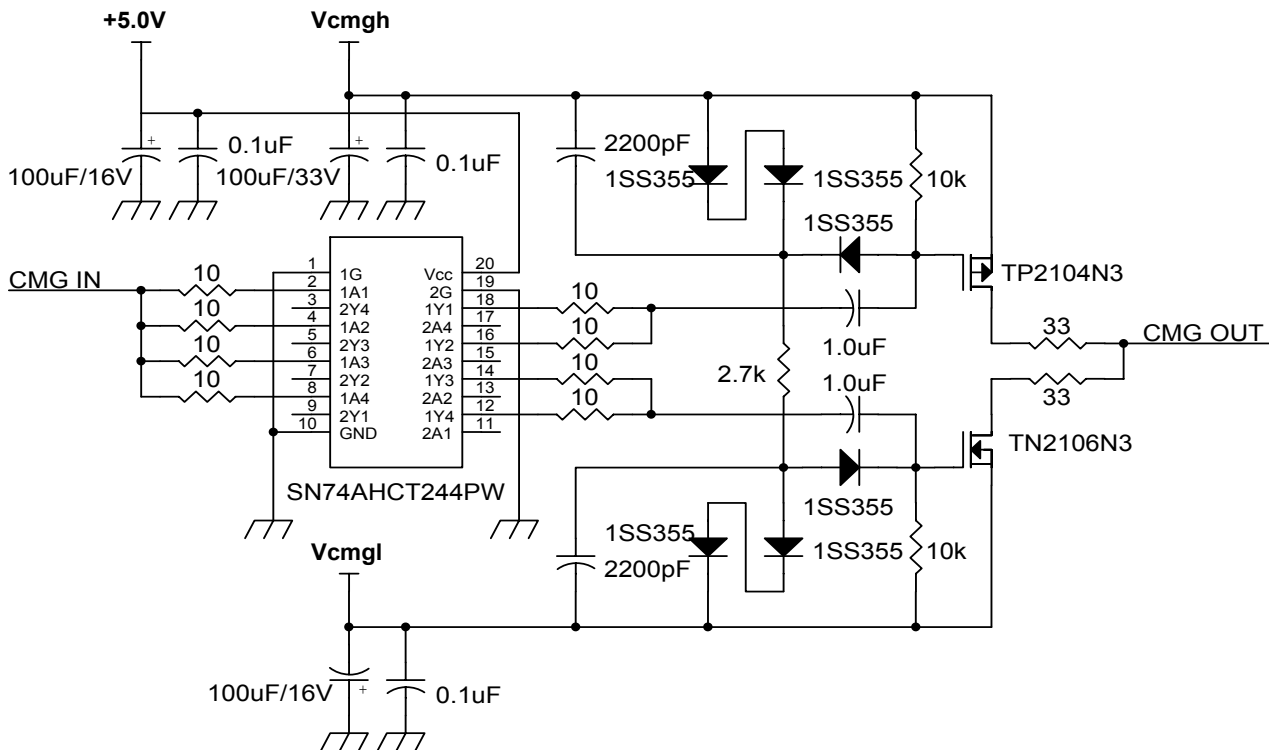 +5.0V
Vcmgh
100uF/16V
+
0.1uF
100uF/33V
+
0.1uF
2200pF
1SS355
1SS355
10k
1SS355
CMG IN
10
10
10
10
1 1G
2 1A1
3 2Y4
4 1A2
5 2Y3
6 1A3
7 2Y2
8 1A4
9 2Y1
10 GND
Vcc 20
2G 19
1Y1 18
2A4 17
1Y2 16
2A3 15
1Y3 14
2A2 13
1Y4 12
2A1 11
SN74AHCT244PW
10
10
10
10
1.0uF
1.0uF
2.7k
TP2104N3
33
CMG OUT
33
TN2106N3
1SS355
1SS355
1SS355
2200pF
10k
Vcmgl
100uF/16V
+
0.1uF